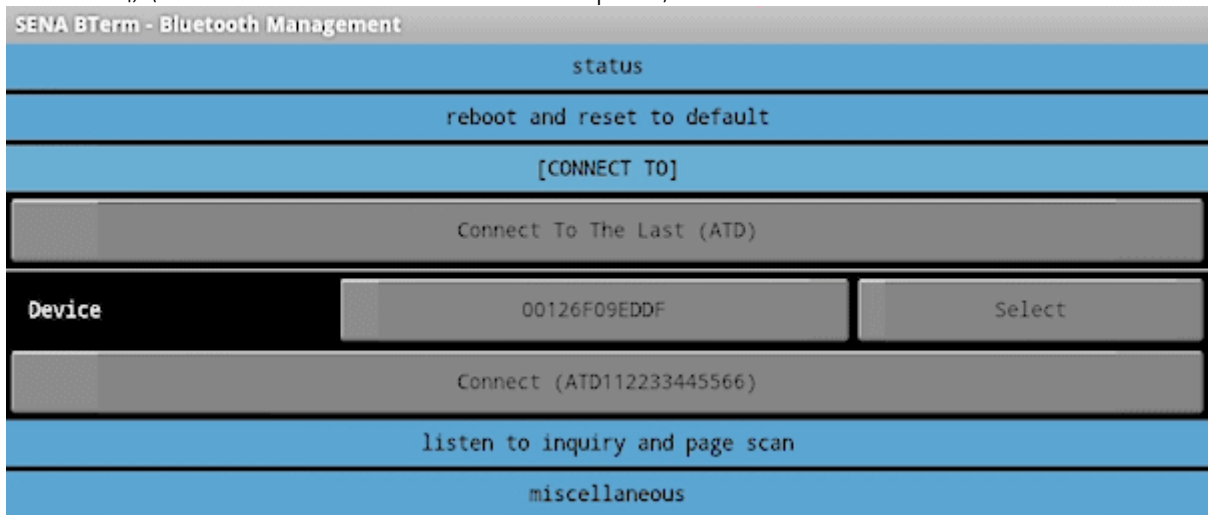 SENA BTerm - Bluetooth Management
status
reboot and reset to default
[CONNECT TO]
Connect To The Last (ATD)
Device 00126F09EDDF Select
Connect (ATD112233445566)
listen to inquiry and page scan
miscellaneous